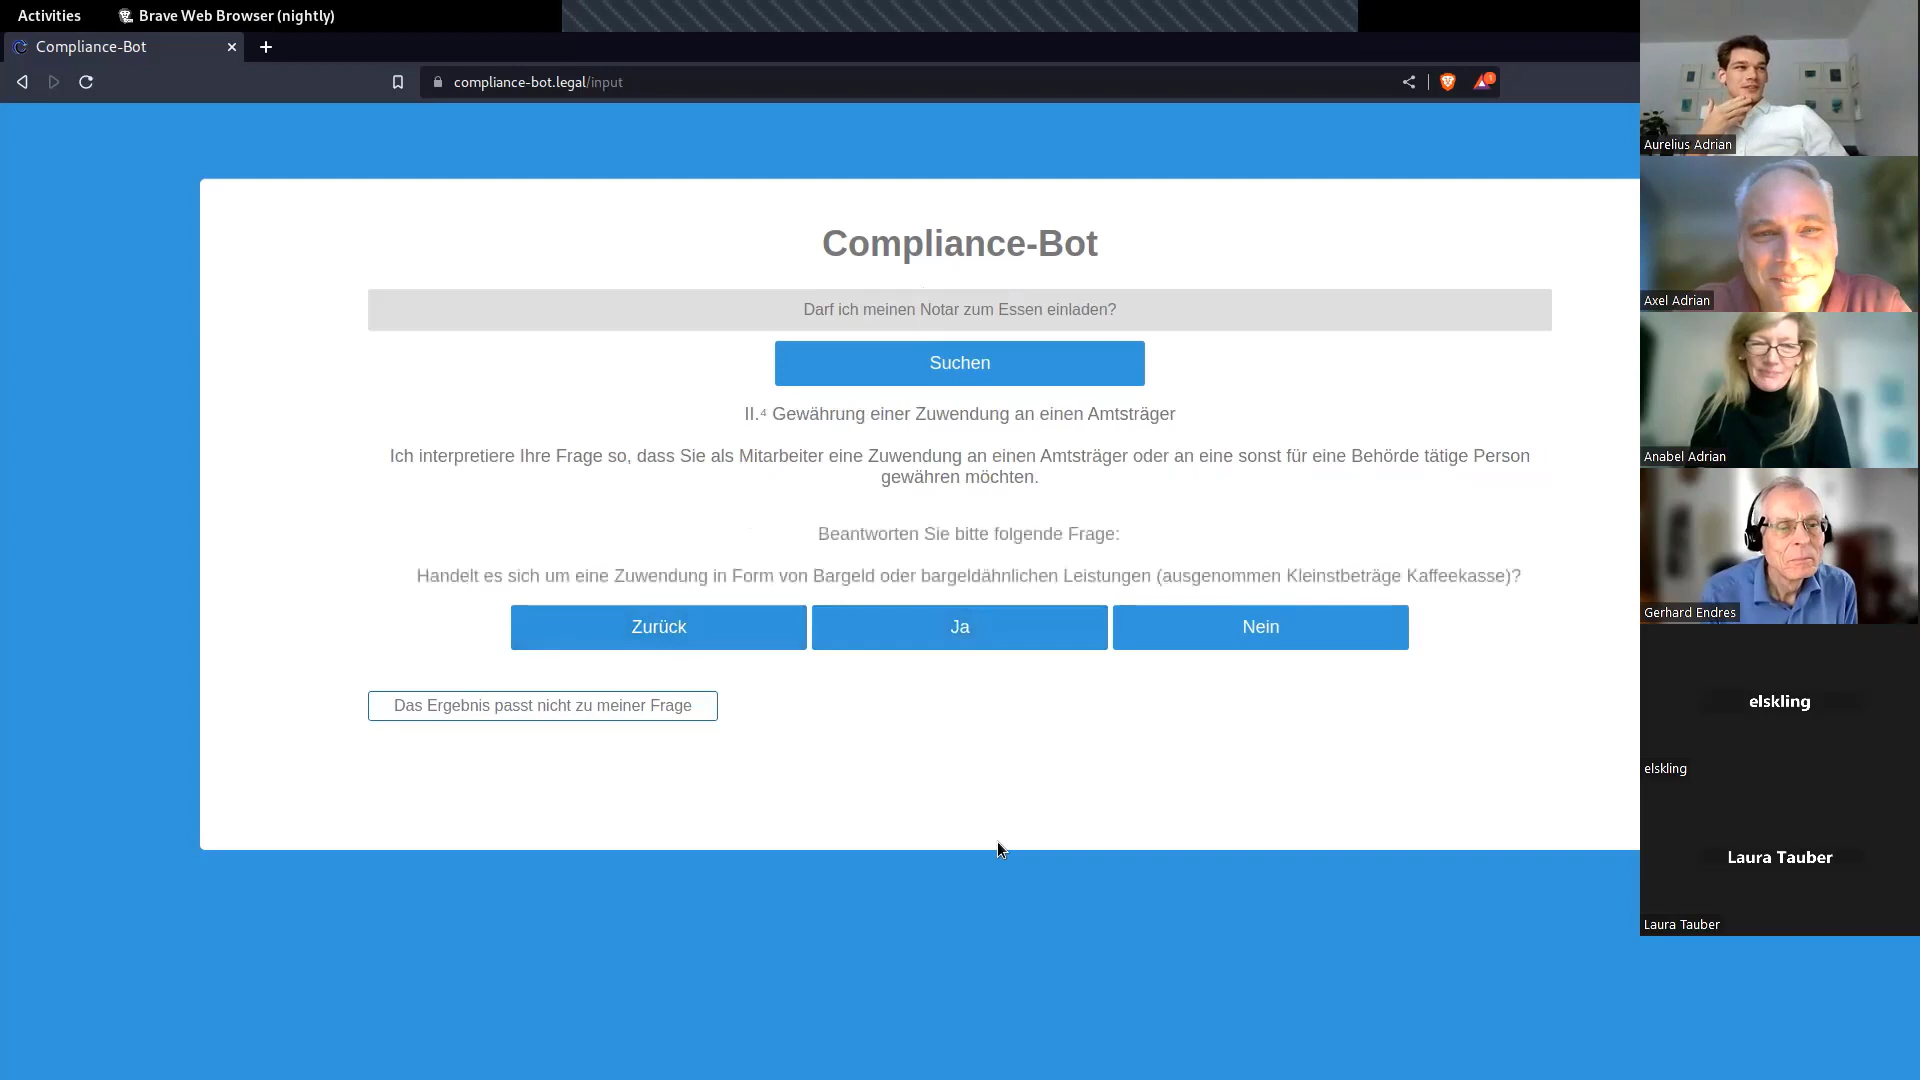 Activities
Brave Web Browser (nightly)
Compliance-Bot
compliance-bot.legal/input
1
Compliance-Bot
Darf ich meinen Notar zum Essen einladen?
Suchen
II.⁴ Gewährung einer Zuwendung an einen Amtsträger
Ich interpretiere Ihre Frage so, dass Sie als Mitarbeiter eine Zuwendung an einen Amtsträger oder an eine sonst für eine Behörde tätige Person
gewähren möchten.
Beantworten Sie bitte folgende Frage:
Handelt es sich um eine Zuwendung in Form von Bargeld oder bargeldähnlichen Leistungen (ausgenommen Kleinstbeträge Kaffeekasse)?
Zurück
Ja
Nein
Das Ergebnis passt nicht zu meiner Frage
Aurelius Adrian
Axel Adrian
Anabel Adrian
Gerhard Endres
elskling
elskling
Laura Tauber
Laura Tauber